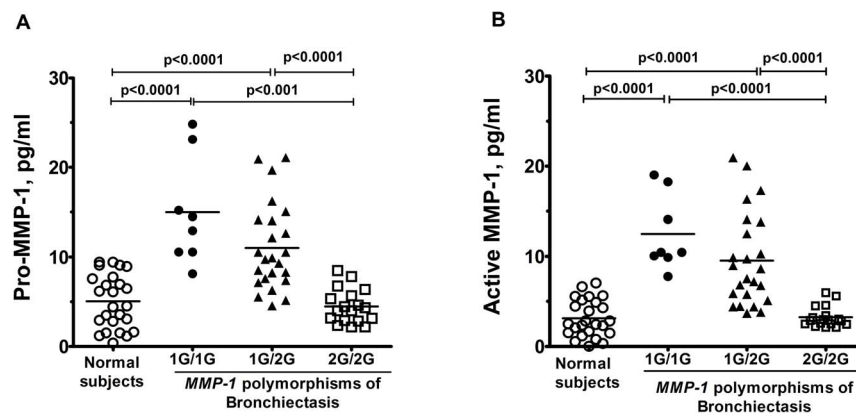 A
p<0.0001 p<0.0001
p<0.0001 p<0.001
Pro-MMP-1, pg/ml
30
20
10
0
Normal subjects
1G/1G 1G/2G 2G/2G
MMP-1 polymorphisms of
Bronchiectasis
B
p<0.0001 p<0.0001
p<0.0001 p<0.0001
Active MMP-1, pg/ml
30
20
10
0
Normal subjects
1G/1G 1G/2G 2G/2G
MMP-1 polymorphisms of
Bronchiectasis